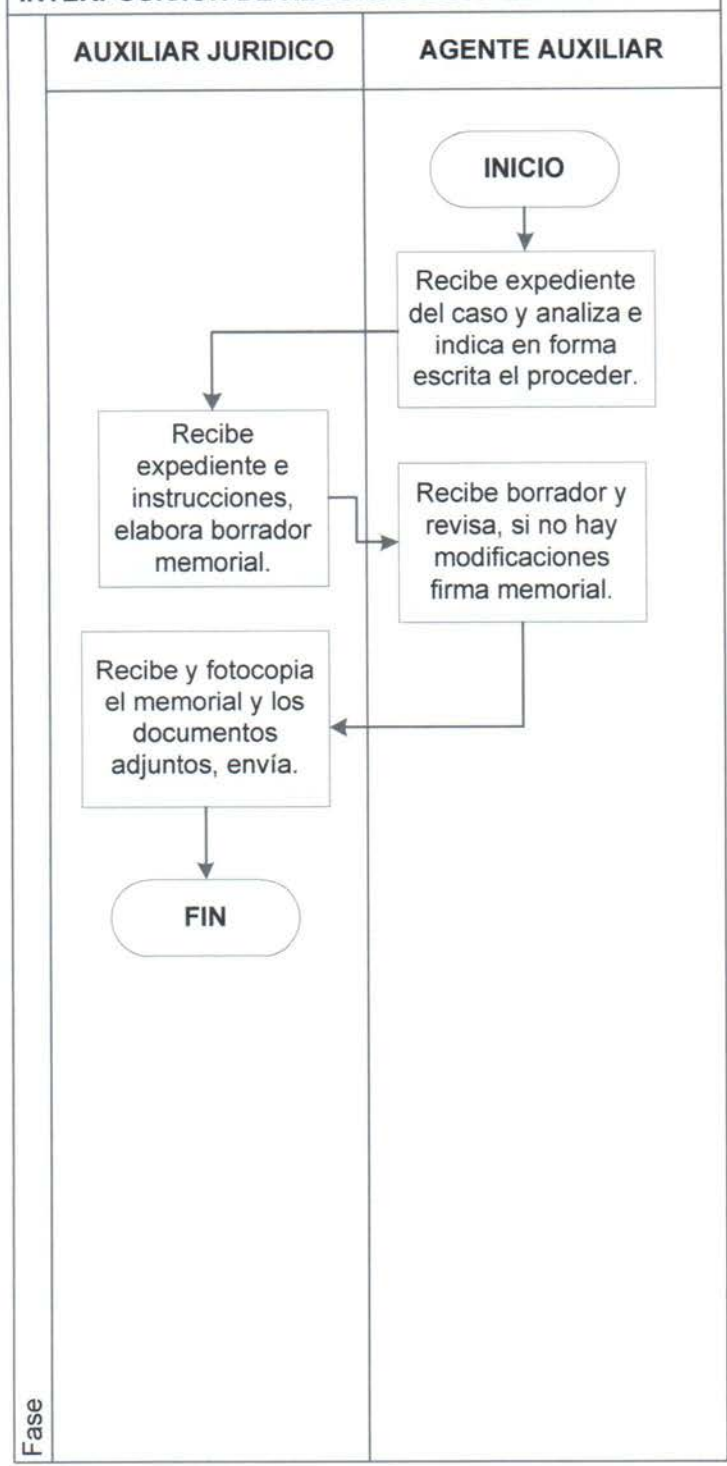 AUXILIAR JURIDICO
AGENTE AUXILIAR
INICIO
Recibe expediente
del caso y analiza e
indica en forma
escrita el proceder.
Recibe
expediente e
instrucciones,
elabora borrador
memorial.
Recibe borrador y
revisa, si no hay
modificaciones
firma memorial.
Recibe y fotocopia
el memorial y los
documentos
adjuntos, envía.
FIN
Fase